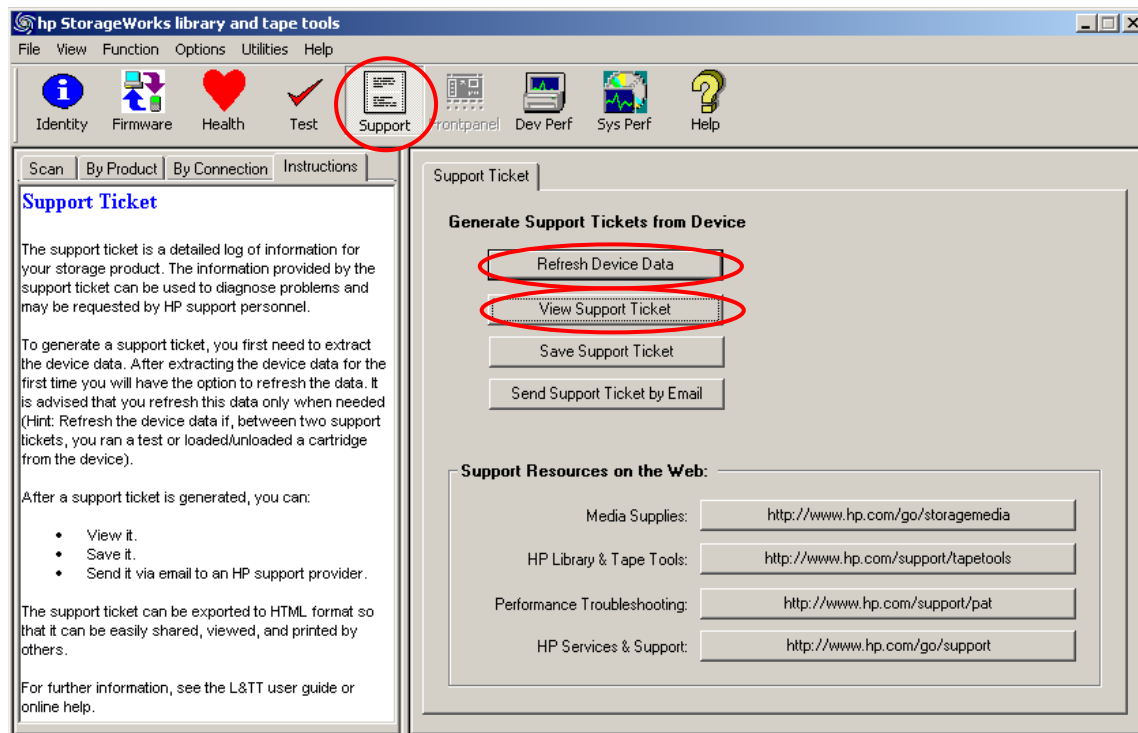 hp StorageWorks library and tape tools
File View Function Options Utilities Help
Identity Firmware Health Test Support Frontpanel Dev Perf Sys Perf Help
Scan By Product By Connection Instructions
Support Ticket
The support ticket is a detailed log of information for
your storage product. The information provided by the
support ticket can be used to diagnose problems and
may be requested by HP support personnel.
To generate a support ticket, you first need to extract
the device data. After extracting the device data for the
first time you will have the option to refresh the data. It
is advised that you refresh this data only when needed
(Hint: Refresh the device data if, between two support
tickets, you ran a test or loaded/unloaded a cartridge
from the device).
After a support ticket is generated, you can:
• View it.
• Save it.
• Send it via email to an HP support provider.
The support ticket can be exported to HTML format so
that it can be easily shared, viewed, and printed by
others.
For further information, see the L&TT user guide or
online help.
Support Ticket
Generate Support Tickets from Device
Refresh Device Data
View Support Ticket
Save Support Ticket
Send Support Ticket by Email
Support Resources on the Web:
Media Supplies: http://www.hp.com/go/storagemedia
HP Library & Tape Tools: http://www.hp.com/support/tapetools
Performance Troubleshooting: http://www.hp.com/support/pat
HP Services & Support: http://www.hp.com/go/support